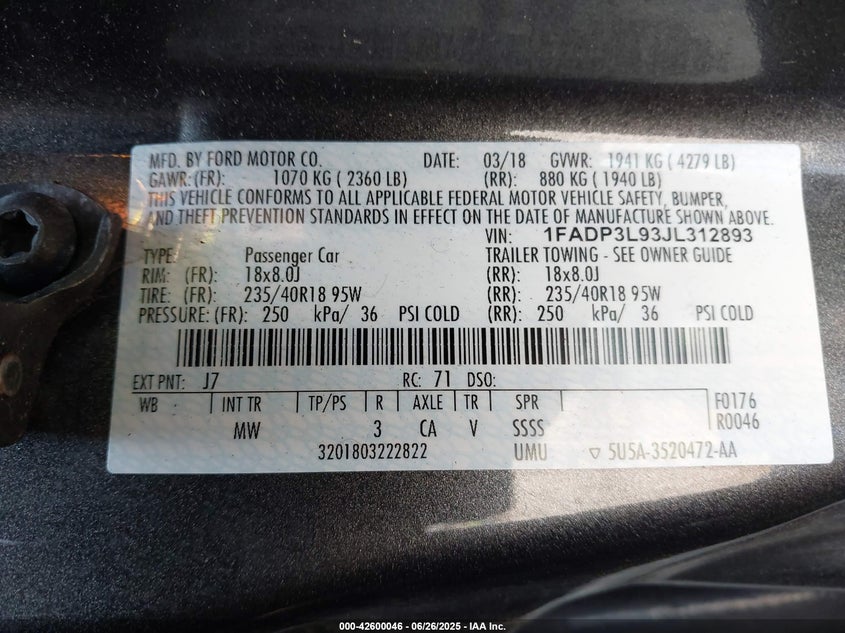 MFD. BY FORD MOTOR CO. DATE: 03/18 GVWR: 1941 KG ( 4279 LB)
GAWR:(FR): 1070 KG ( 2360 LB) (RR): 880 KG ( 1940 LB)
THIS VEHICLE CONFORMS TO ALL APPLICABLE FEDERAL MOTOR VEHICLE SAFETY, BUMPER,
AND THEFT PREVENTION STANDARDS IN EFFECT ON THE DATE OF MANUFACTURE SHOWN ABOVE.
VIN: 1FADP3L93JL312893
TYPE: Passenger Car TRAILER TOWING - SEE OWNER GUIDE
RIM: (FR): 18x8.0J (RR): 18x8.0J
TIRE: (FR): 235/40R18 95W (RR): 235/40R18 95W
PRESSURE: (FR): 250 kPa/ 36 PSI COLD (RR): 250 kPa/ 36 PSI COLD
EXT PNT: J7 RC: 71 DSO:
WB INT TR TP/PS R AXLE TR SPR F0176
MW 3 CA V SSSS R0046
3201803222822 UMU ▽ 5U5A-3520472-AA
000-42600046 - 06/26/2025 - IAA Inc.